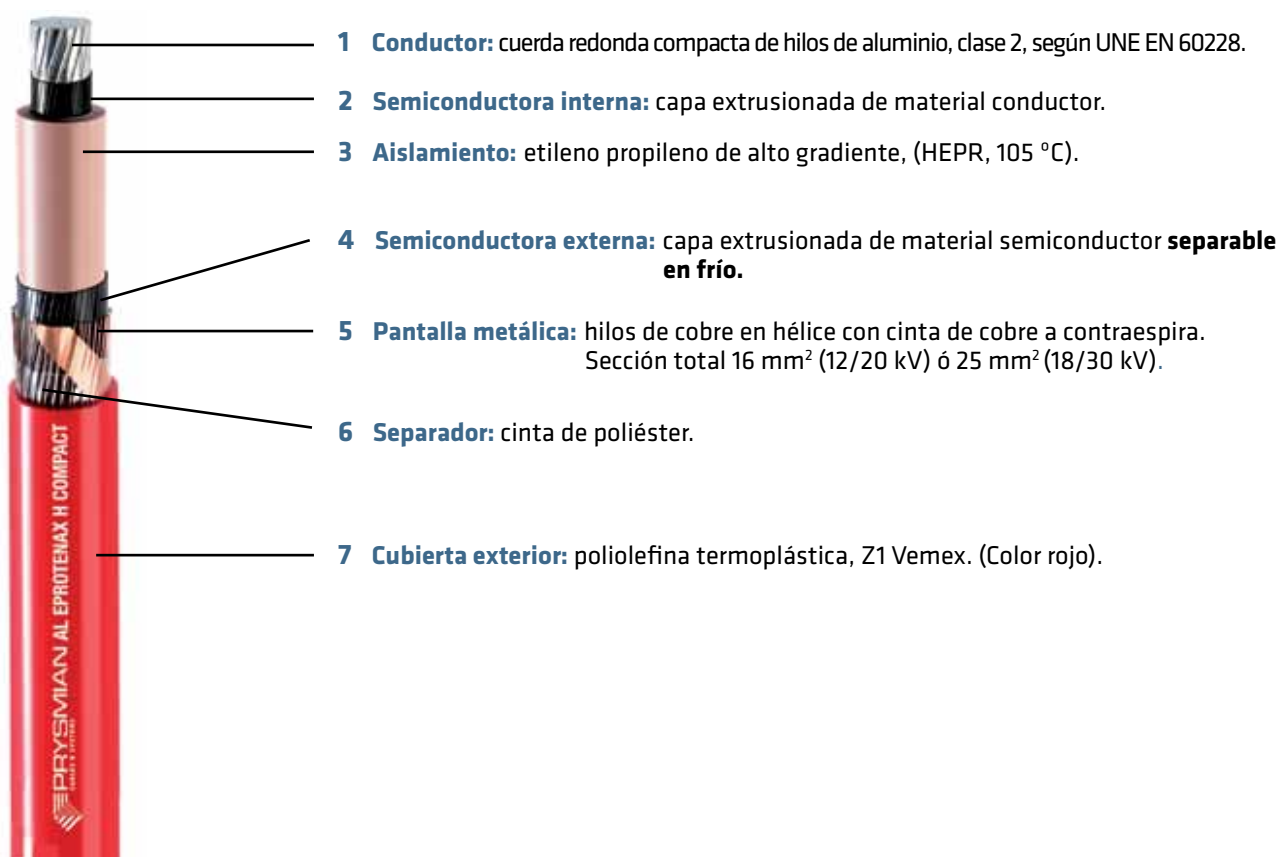 1 Conductor: cuerda redonda compacta de hilos de aluminio, clase 2, según UNE EN 60228.
2 Semiconductora interna: capa extrusionada de material conductor.
3 Aislamiento: etileno propileno de alto gradiente, (HEPR, 105 ºC).
4 Semiconductora externa: capa extrusionada de material semiconductor separable
en frío.
5 Pantalla metálica: hilos de cobre en hélice con cinta de cobre a contraespira.
Sección total 16 mm² (12/20 kV) ó 25 mm² (18/30 kV).
6 Separador: cinta de poliéster.
7 Cubierta exterior: poliolefina termoplástica, Z1 Vemex. (Color rojo).
PRYSMIAN AL EPROTENAX H COMPACT
CABLES & SYSTEMS